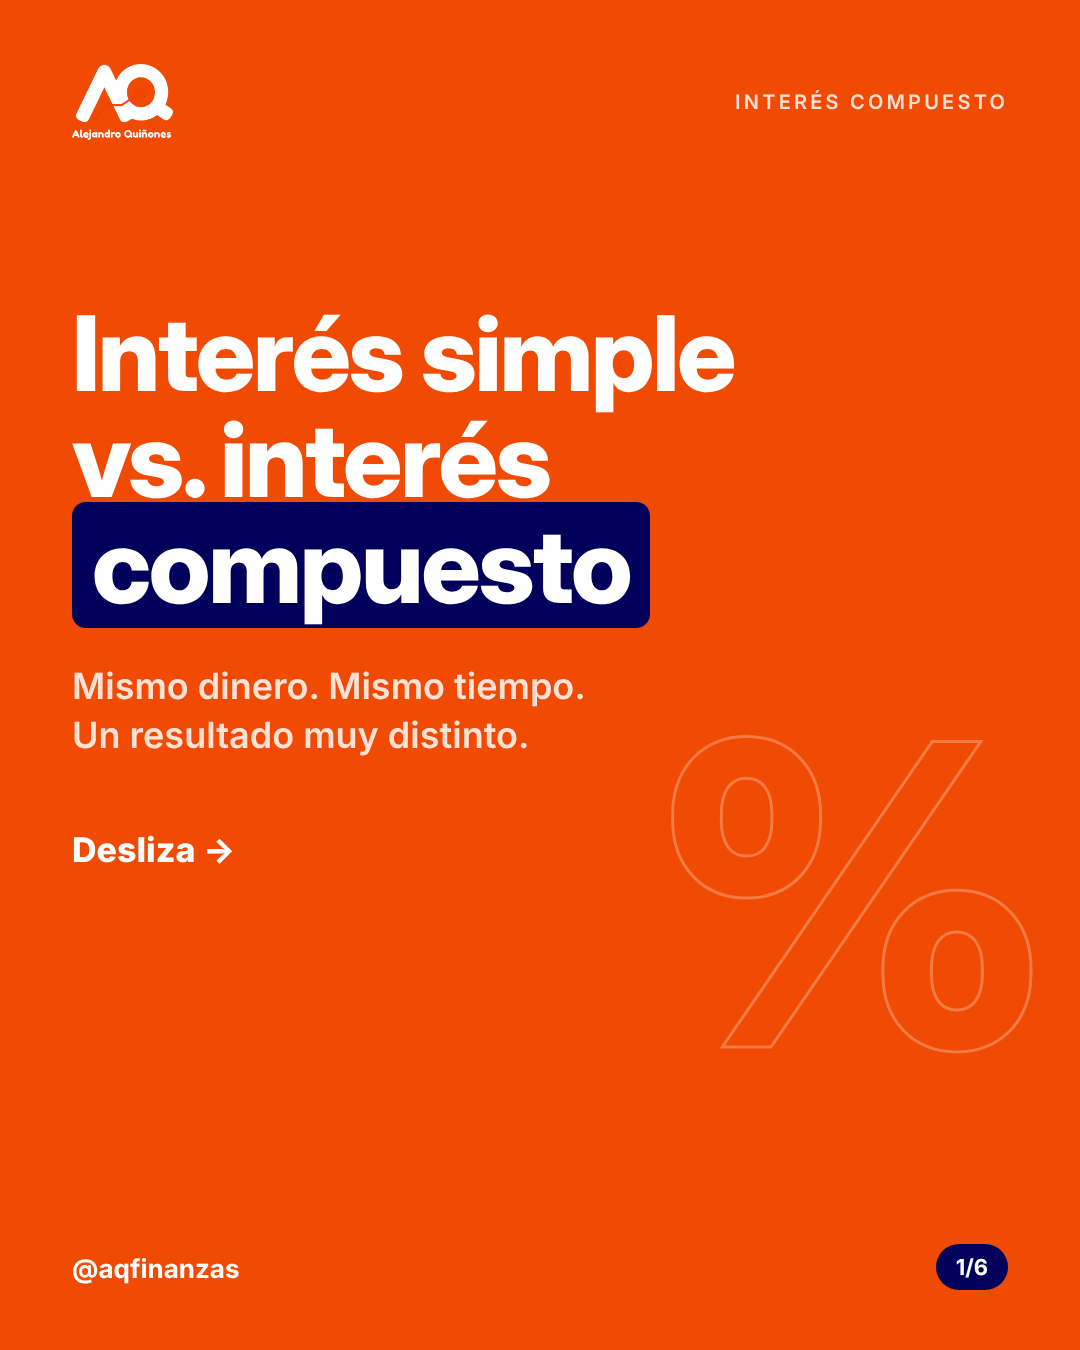 AQ
Alejandro Quiñones
INTERÉS COMPUESTO
Interés simple
vs. interés
compuesto
Mismo dinero. Mismo tiempo.
Un resultado muy distinto.
Desliza →
%
@aqfinanzas
1/6